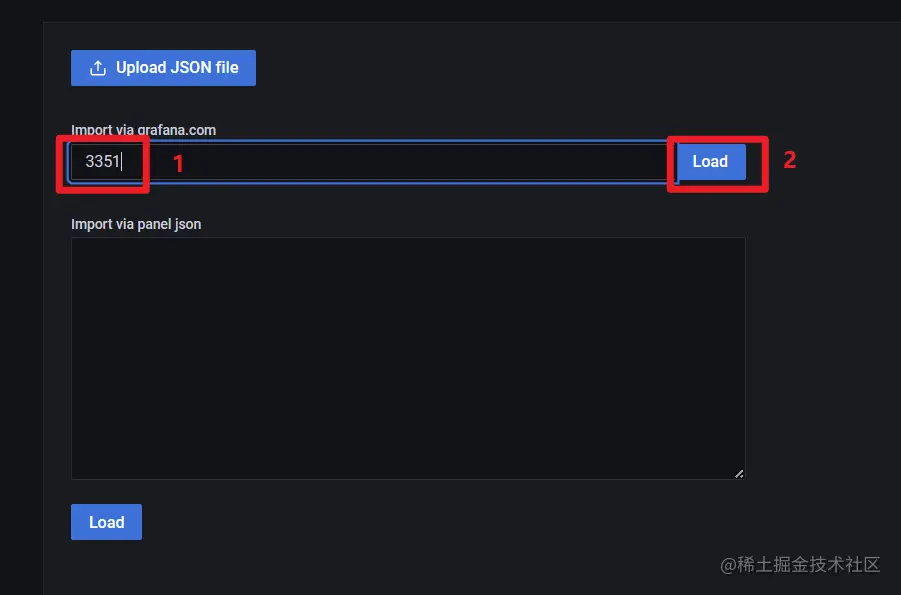 Upload JSON file
Import via grafana.com
3351
1
Load
2
Import via panel json
Load
@稀土掘金技术社区